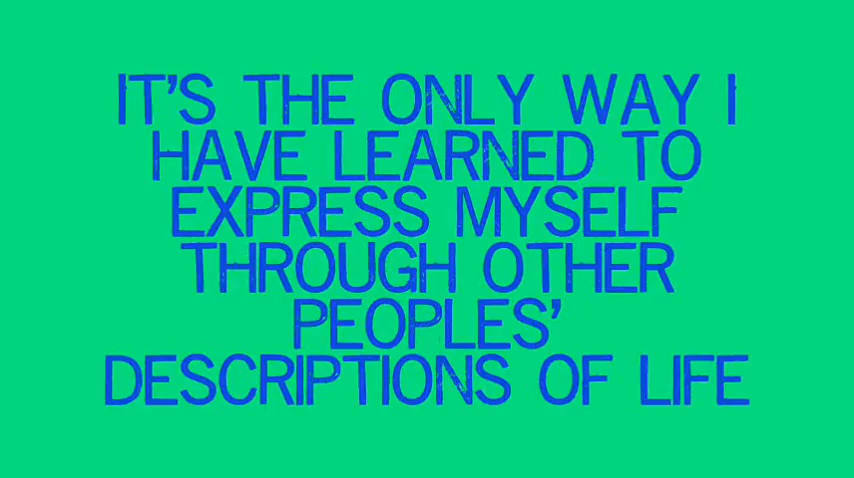 IT'S THE ONLY WAY I
HAVE LEARNED TO
EXPRESS MYSELF
THROUGH OTHER
PEOPLES'
DESCRIPTIONS OF LIFE